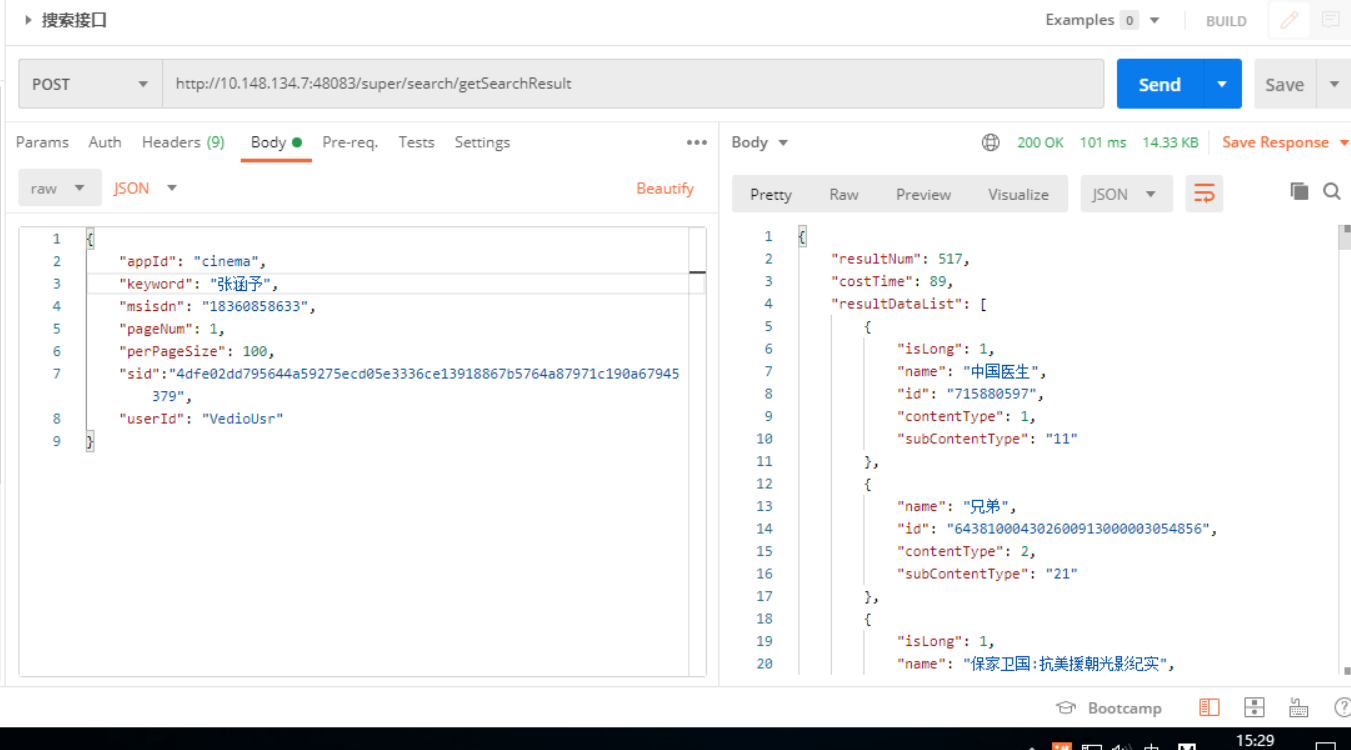 搜索接口
Examples 0
BUILD
POST
http://10.148.134.7:48083/super/search/getSearchResult
Send
Save
Params Auth Headers (9) Body Pre-req. Tests Settings
raw JSON
Beautify
1 {
2 "appId": "cinema",
3 "keyword": "张涵予",
4 "msisdn": "18360858633",
5 "pageNum": 1,
6 "perPageSize": 100,
7 "sid":"4dfe02dd795644a59275ecd05e3336ce13918867b5764a87971c190a67945
379",
8 "userId": "VedioUsr"
9 }
Body
200 OK 101 ms 14.33 KB Save Response
Pretty Raw Preview Visualize JSON
1 {
2 "resultNum": 517,
3 "costTime": 89,
4 "resultDataList": [
5 {
6 "isLong": 1,
7 "name": "中国医生",
8 "id": "715880597",
9 "contentType": 1,
10 "subContentType": "11"
11 },
12 {
13 "name": "兄弟",
14 "id": "643810004302600913000003054856",
15 "contentType": 2,
16 "subContentType": "21"
17 },
18 {
19 "isLong": 1,
20 "name": "保家卫国:抗美援朝光影纪实",
Bootcamp
15:29